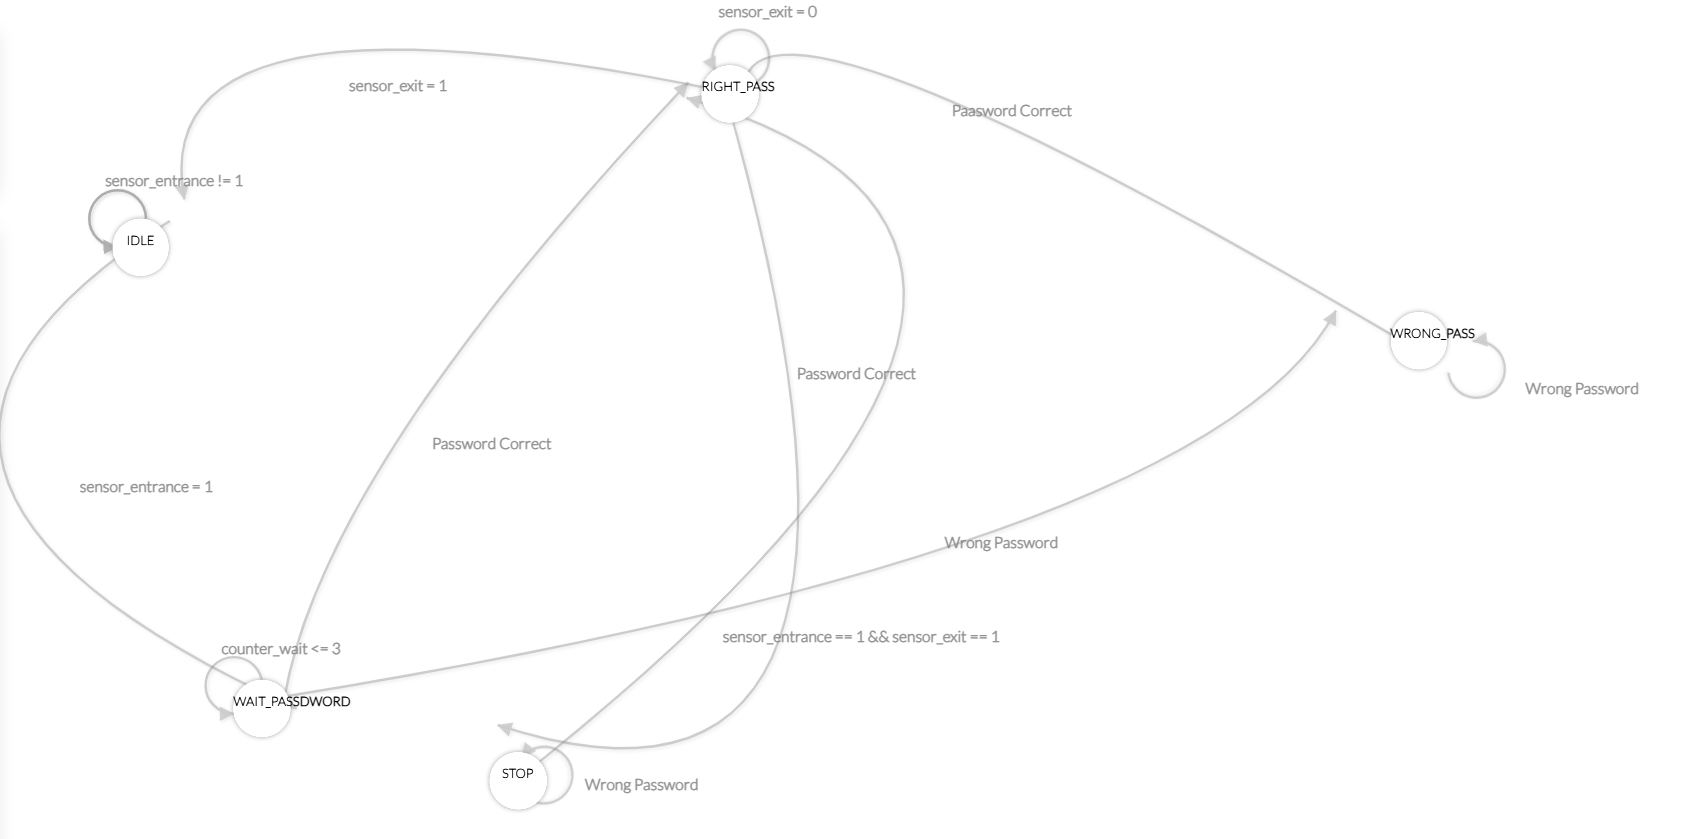 sensor_exit = 0
sensor_exit = 1
RIGHT_PASS
Paasword Correct
sensor_entrance != 1
IDLE
WRONG_PASS
Password Correct
Wrong Password
Password Correct
sensor_entrance = 1
Wrong Password
sensor_entrance == 1 && sensor_exit == 1
counter_wait <= 3
WAIT_PASSDWORD
STOP
Wrong Password